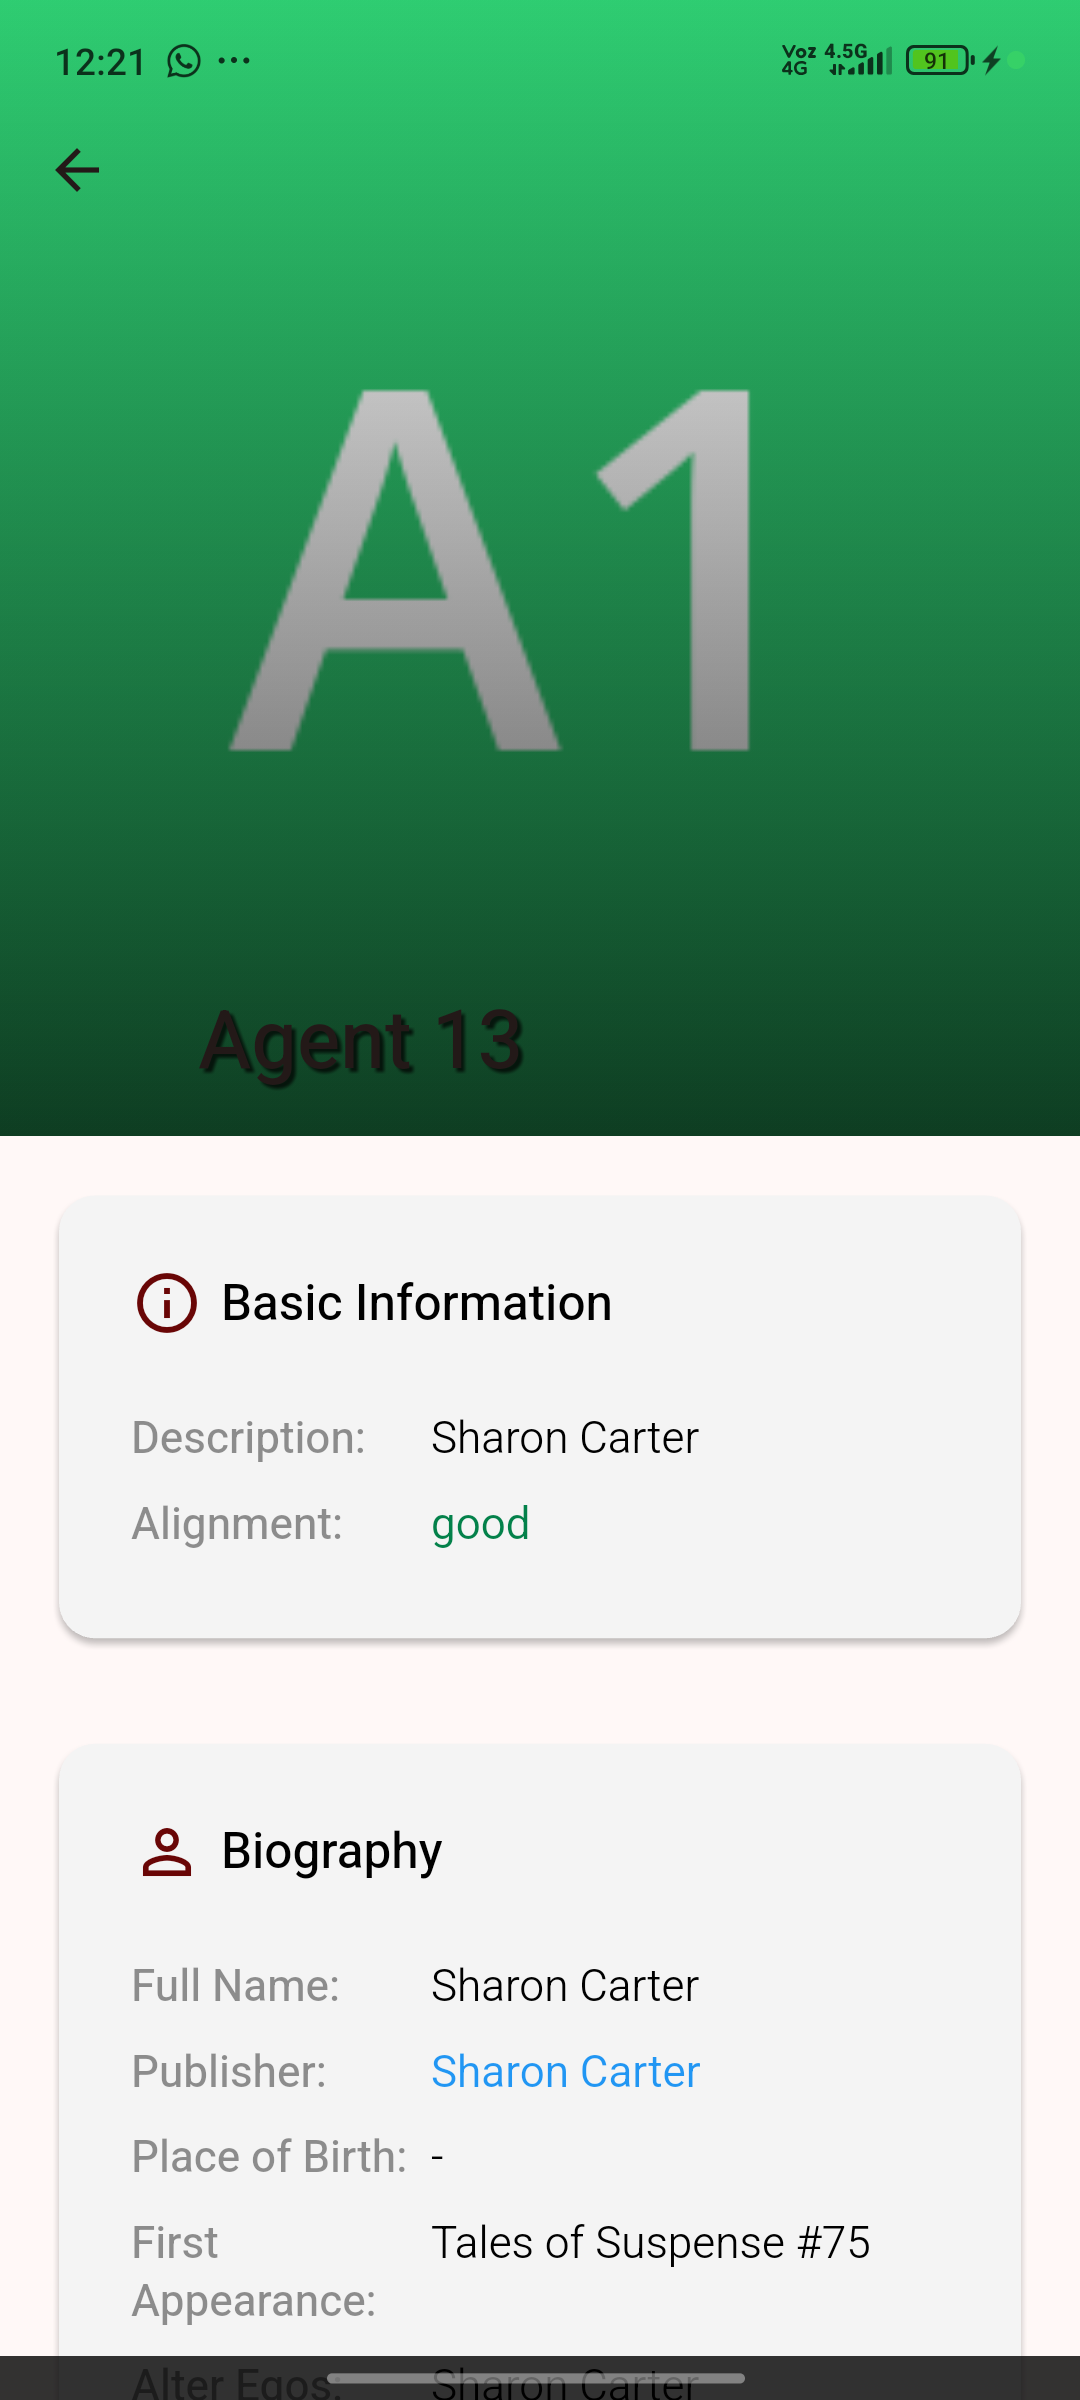 12:21
Voz 4.5G
4G
91
A1
Agent 13
Basic Information
Description: Sharon Carter
Alignment: good
Biography
Full Name: Sharon Carter
Publisher: Sharon Carter
Place of Birth: -
First Tales of Suspense #75
Appearance:
Alter Egos: Sharon Carter